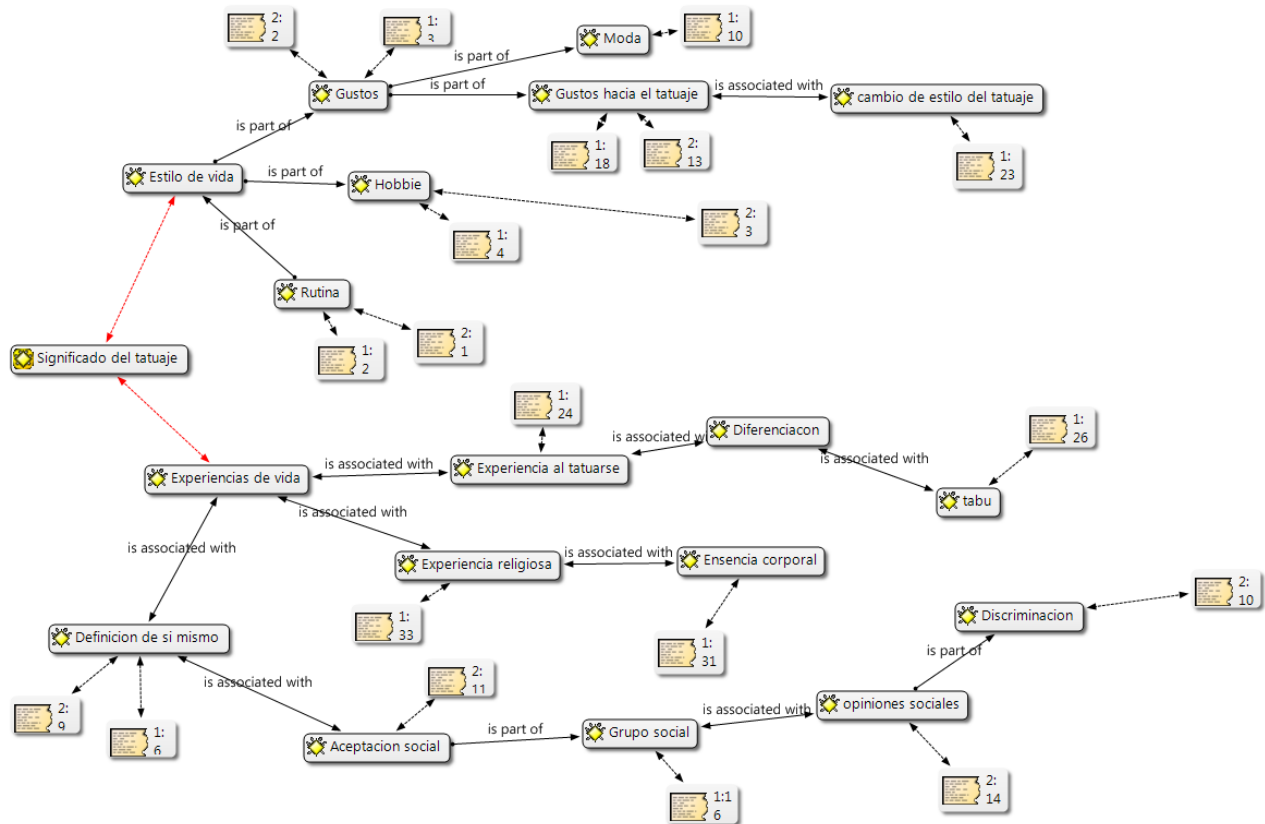 2:
2
1:
3
Moda
1:
10
is part of
Gustos
is part of
Gustos hacia el tatuaje
is associated with
cambio de estilo del tatuaje
is part of
1:
18
2:
13
1:
23
Estilo de vida
is part of
Hobbie
1:
4
2:
3
is part of
Rutina
1:
2
2:
1
Significado del tatuaje
1:
24
Diferenciacon
1:
26
is associated w
is associated with
Experiencias de vida
is associated with
Experiencia al tatuarse
tabu
is associated with
is associated with
Experiencia religiosa
is associated with
Ensencia corporal
1:
33
1:
31
2:
10
Discriminacion
Definicion de si mismo
is part of
2:
9
1:
6
is associated with
2:
11
opiniones sociales
is associated with
Aceptacion social
is part of
Grupo social
2:
14
1:1
6